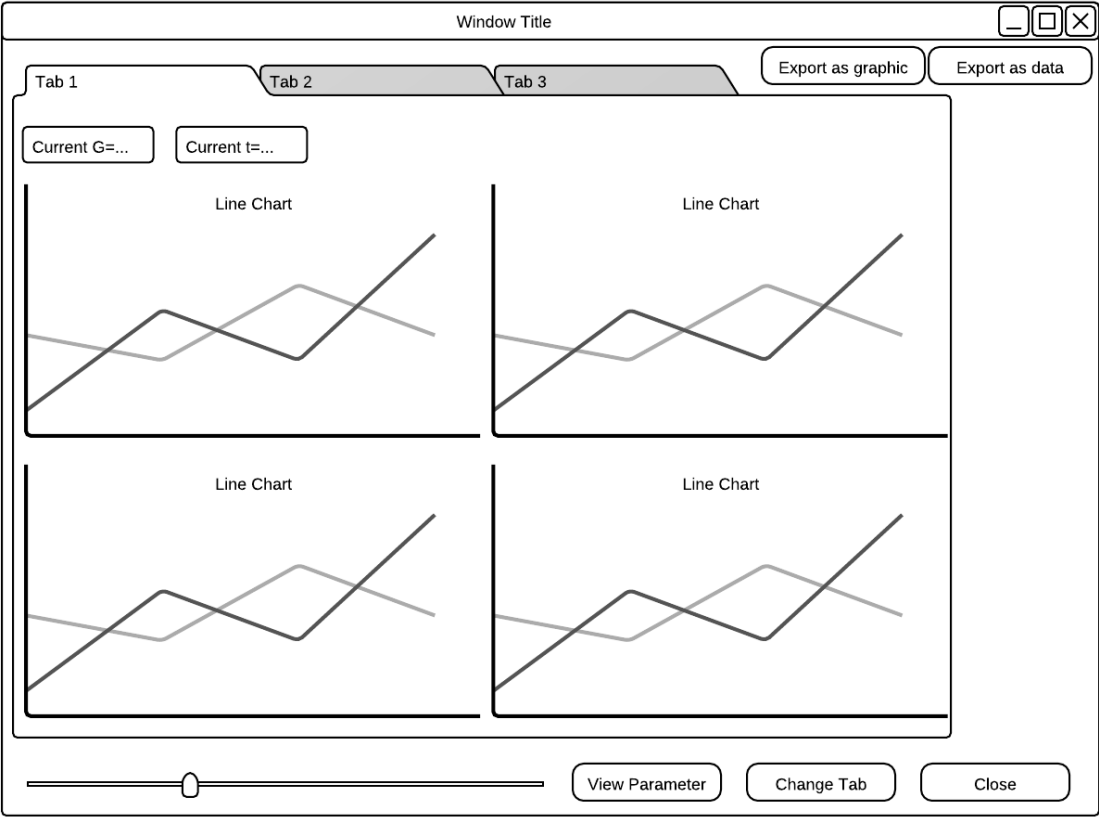 Window Title
Export as graphic
Export as data
Tab 1
Tab 2
Tab 3
Current G=...
Current t=...
Line Chart
Line Chart
Line Chart
Line Chart
View Parameter
Change Tab
Close